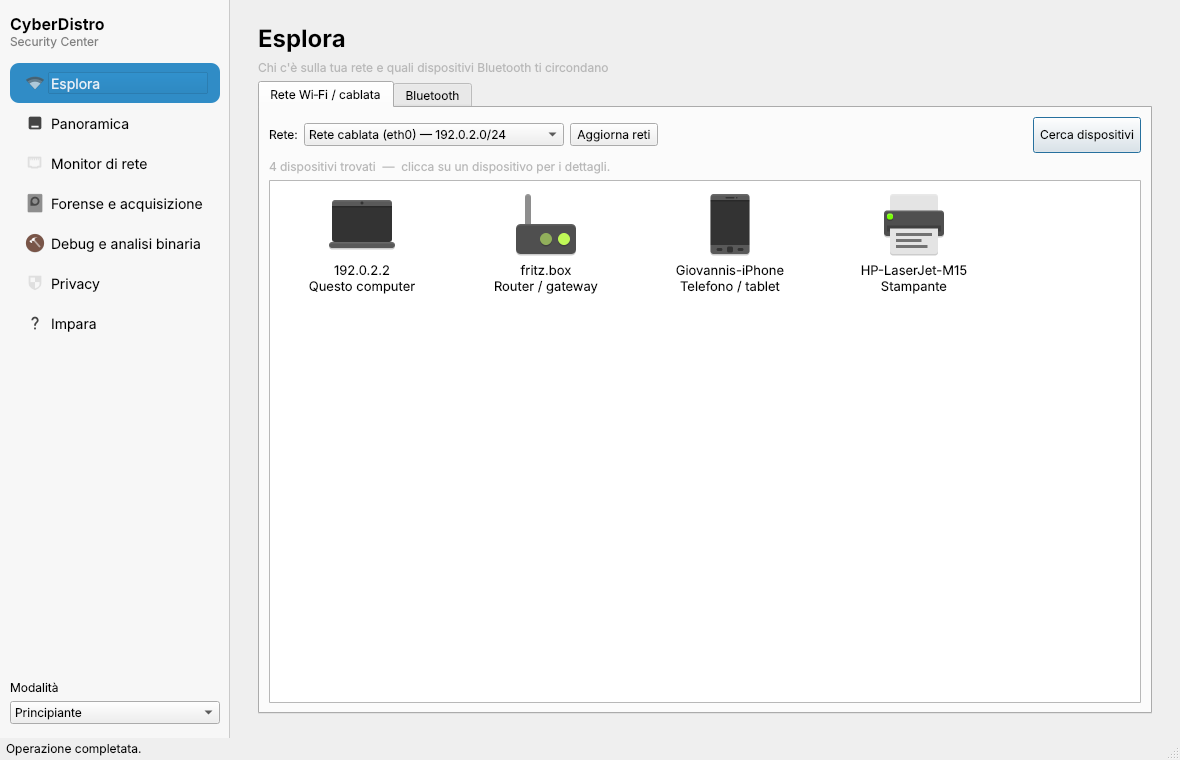 CyberDistro
Security Center
Esplora
Panoramica
Monitor di rete
Forense e acquisizione
Debug e analisi binaria
Privacy
? Impara
Modalità
Principiante
Operazione completata.
Esplora
Chi c'è sulla tua rete e quali dispositivi Bluetooth ti circondano
Rete Wi-Fi / cablata
Bluetooth
Rete: Rete cablata (eth0) — 192.0.2.0/24 Aggiorna reti Cerca dispositivi
4 dispositivi trovati — clicca su un dispositivo per i dettagli.
192.0.2.2
Questo computer
fritz.box
Router / gateway
Giovannis-iPhone
Telefono / tablet
HP-LaserJet-M15
Stampante